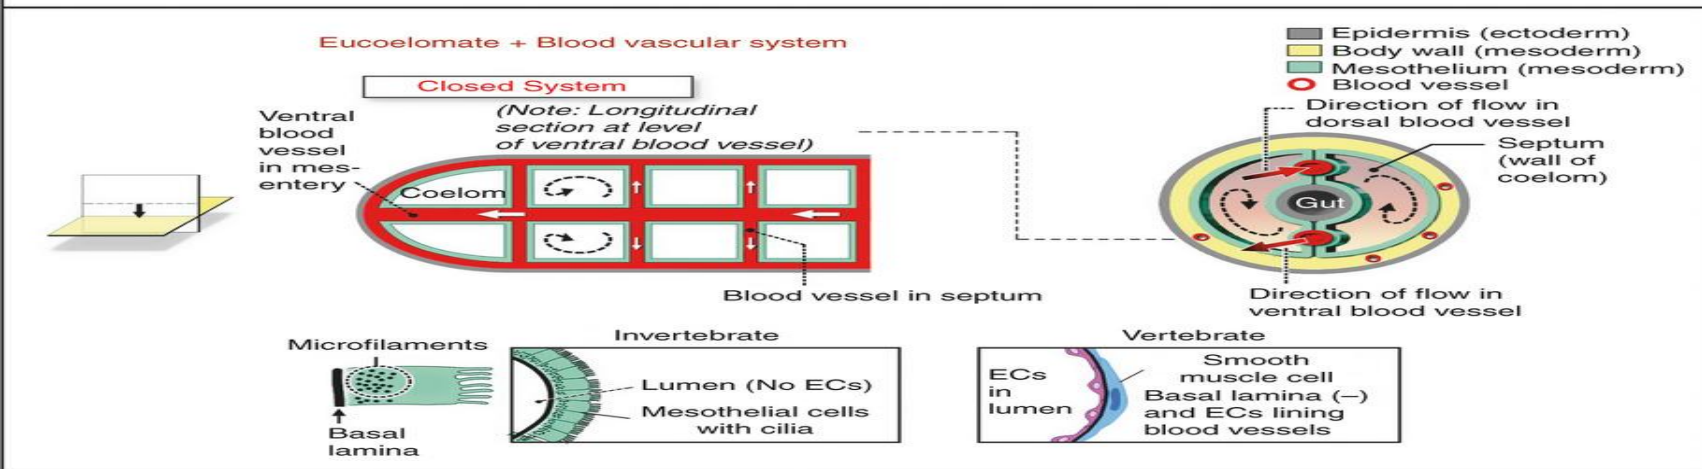 Eucoelomate + Blood vascular system
Closed System
(Note: Longitudinal
section at level
of ventral blood vessel)
Ventral
blood
vessel
in mes-
entery
Coelom
Blood vessel in septum
Epidermis (ectoderm)
Body wall (mesoderm)
Mesothelium (mesoderm)
Blood vessel
Direction of flow in
dorsal blood vessel
Septum
(wall of
coelom)
Gut
Direction of flow in
ventral blood vessel
Microfilaments
Basal
lamina
Invertebrate
Lumen (No ECs)
Mesothelial cells
with cilia
Vertebrate
ECs
in
lumen
Smooth
muscle cell
Basal lamina (–)
and ECs lining
blood vessels